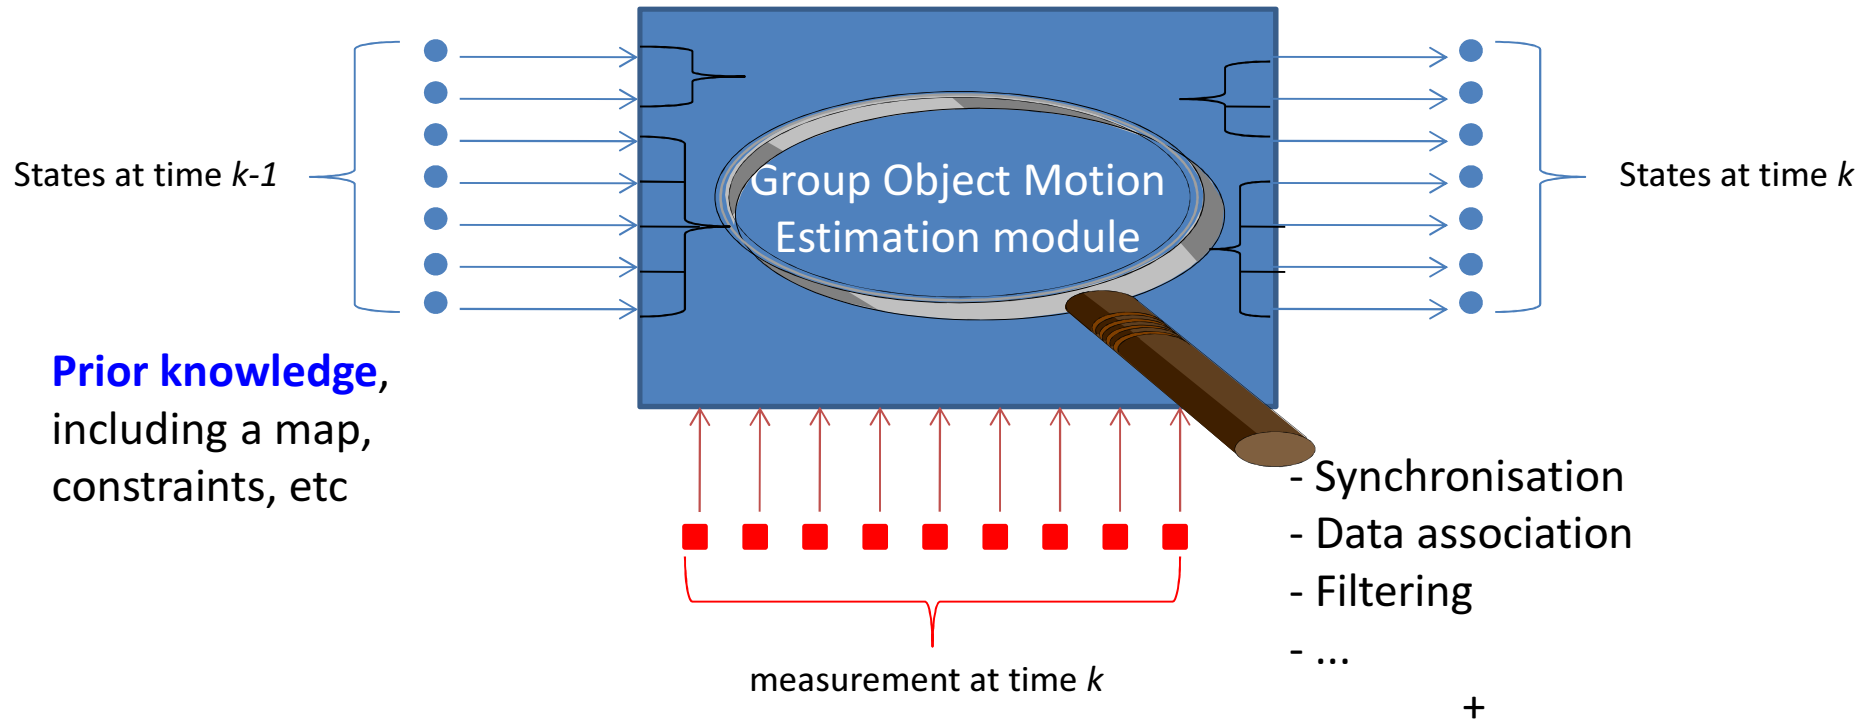 States at time k-1
Group Object Motion
Estimation module
States at time k
Prior knowledge,
including a map,
constraints, etc
- Synchronisation
- Data association
- Filtering
- ...
+
measurement at time k